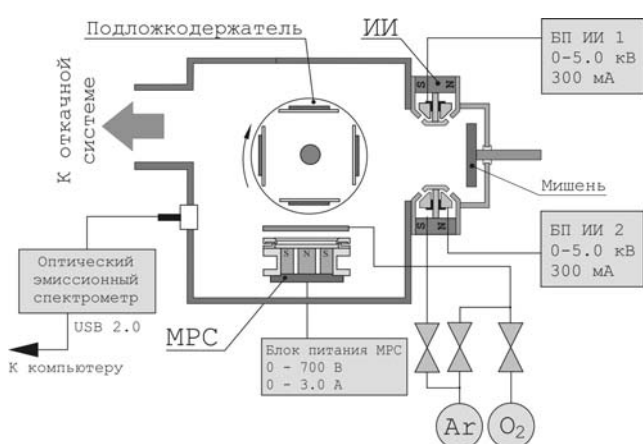 Подложкодержатель
ИИ
БП ИИ 1
0-5.0 кВ
300 мА
S
N
К откачной
системе
Мишень
S
N
БП ИИ 2
0-5.0 кВ
300 мА
Оптический
эмиссионный
спектрометр
S
N
S
USB 2.0
МРС
К компьютеру
Блок питания МРС
0 - 700 В
0 - 3.0 А
Ar
O2